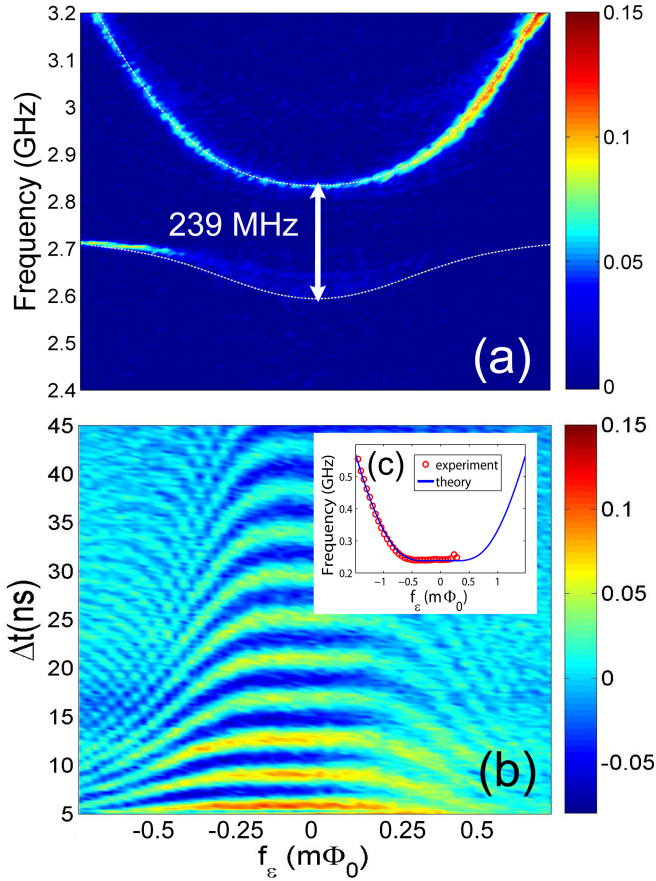 3.2
3.1
3
2.9
2.8
2.7
2.6
2.5
2.4
Frequency (GHz)
239 MHz
(a)
0.15
0.1
0.05
0
45
40
35
30
25
20
15
10
5
Δt(ns)
(c)
experiment
theory
Frequency (GHz)
0.5
0.4
0.3
0.2
-1 -0.5 0 0.5 1
fε (mΦ0)
(b)
0.15
0.1
0.05
0
-0.05
-0.5 -0.25 0 0.25 0.5
fε (mΦ0)